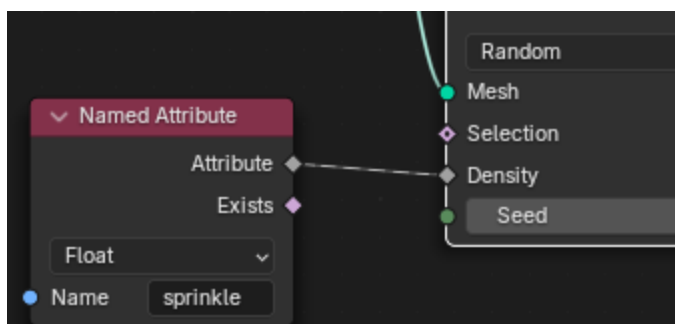 Random
Mesh
Selection
Density
Seed
Named Attribute
Attribute
Exists
Float
Name sprinkle